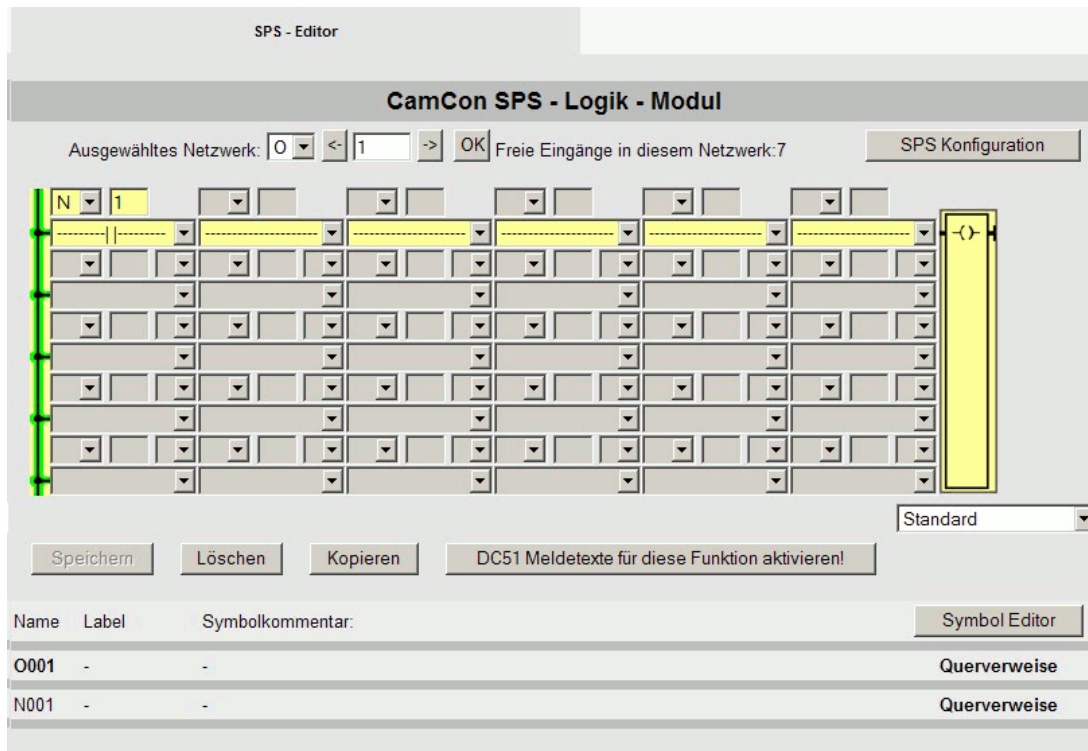 SPS - Editor
CamCon SPS - Logik - Modul
Ausgewähltes Netzwerk: O <- 1 -> OK Freie Eingänge in diesem Netzwerk:7 SPS Konfiguration
N 1
Standard
Speichern Löschen Kopieren DC51 Meldetexte für diese Funktion aktivieren!
Name Label Symbolkommentar: Symbol Editor
O001 - - Querverweise
N001 - - Querverweise